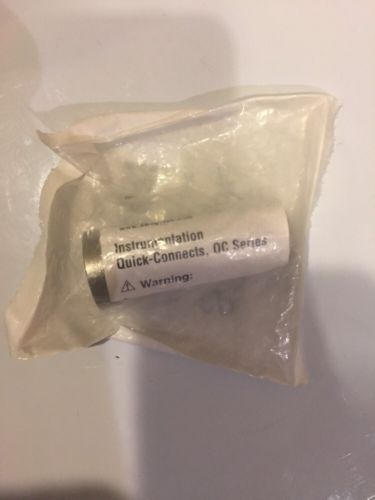 Instrumentation
Quick-Connects, QC Series
⚠ Warning: